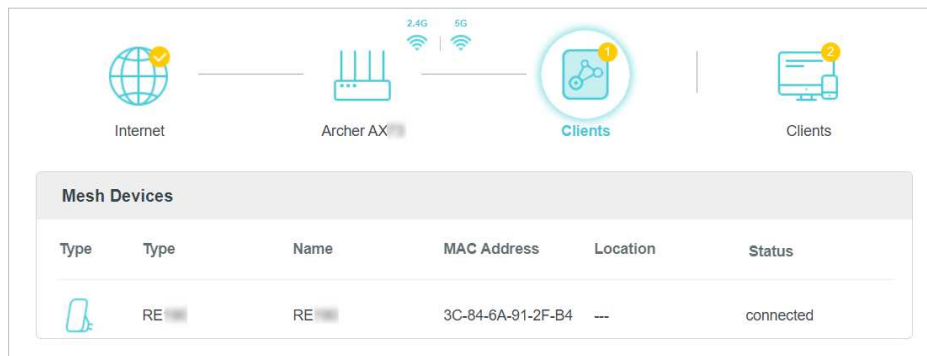 2.4G 5G
1
2
Internet
Archer AX
Clients
Clients
Mesh Devices
Type Type Name MAC Address Location Status
RE RE 3C-84-6A-91-2F-B4 --- connected